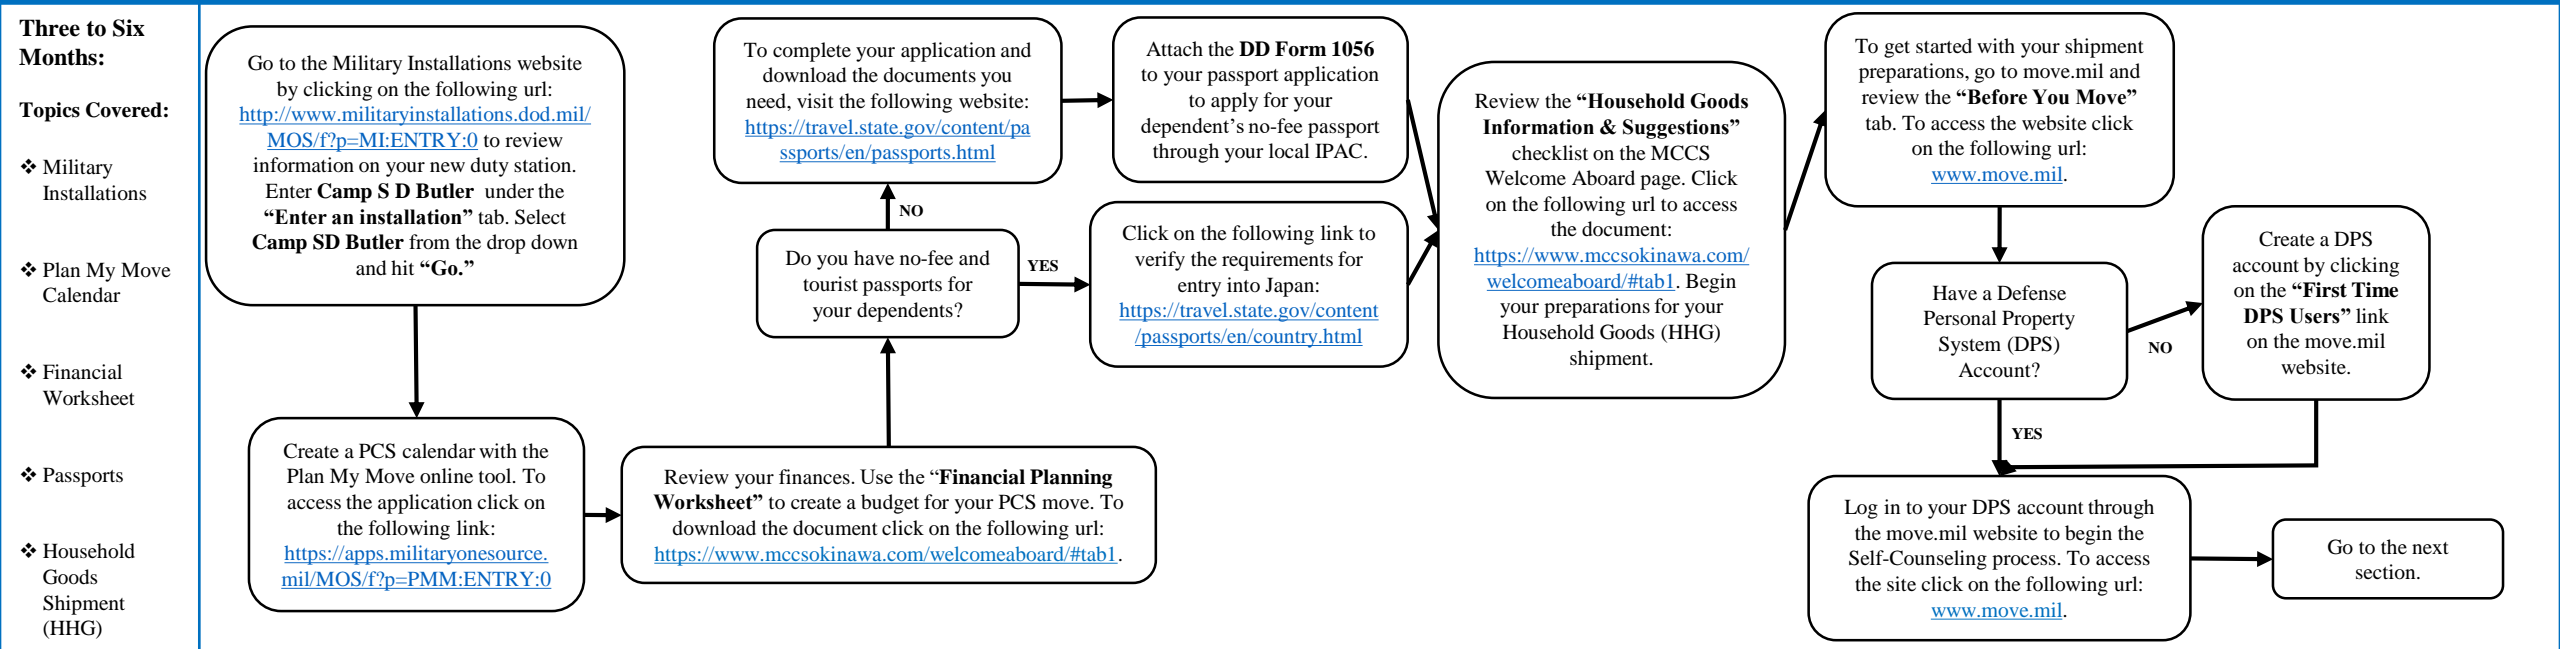 Three to Six
Months:
Topics Covered:
❖ Military
Installations
❖ Plan My Move
Calendar
❖ Financial
Worksheet
❖ Passports
❖ Household
Goods
Shipment
(HHG)
Go to the Military Installations website
by clicking on the following url:
http://www.militaryinstallations.dod.mil/
MOS/f?p=MI:ENTRY:0 to review
information on your new duty station.
Enter Camp S D Butler under the
“Enter an installation” tab. Select
Camp SD Butler from the drop down
and hit “Go.”
Create a PCS calendar with the
Plan My Move online tool. To
access the application click on
the following link:
https://apps.militaryonesource.
mil/MOS/f?p=PMM:ENTRY:0
Review your finances. Use the “Financial Planning
Worksheet” to create a budget for your PCS move. To
download the document click on the following url:
https://www.mccsokinawa.com/welcomeaboard/#tab1.
Do you have no-fee and
tourist passports for
your dependents?
NO
To complete your application and
download the documents you
need, visit the following website:
https://travel.state.gov/content/pa
ssports/en/passports.html
Attach the DD Form 1056
to your passport application
to apply for your
dependent’s no-fee passport
through your local IPAC.
YES
Click on the following link to
verify the requirements for
entry into Japan:
https://travel.state.gov/content
/passports/en/country.html
Review the “Household Goods
Information & Suggestions”
checklist on the MCCS
Welcome Aboard page. Click
on the following url to access
the document:
https://www.mccsokinawa.com/
welcomeaboard/#tab1. Begin
your preparations for your
Household Goods (HHG)
shipment.
To get started with your shipment
preparations, go to move.mil and
review the “Before You Move”
tab. To access the website click
on the following url:
www.move.mil.
Have a Defense
Personal Property
System (DPS)
Account?
NO
Create a DPS
account by clicking
on the “First Time
DPS Users” link
on the move.mil
website.
YES
Log in to your DPS account through
the move.mil website to begin the
Self-Counseling process. To access
the site click on the following url:
www.move.mil.
Go to the next
section.